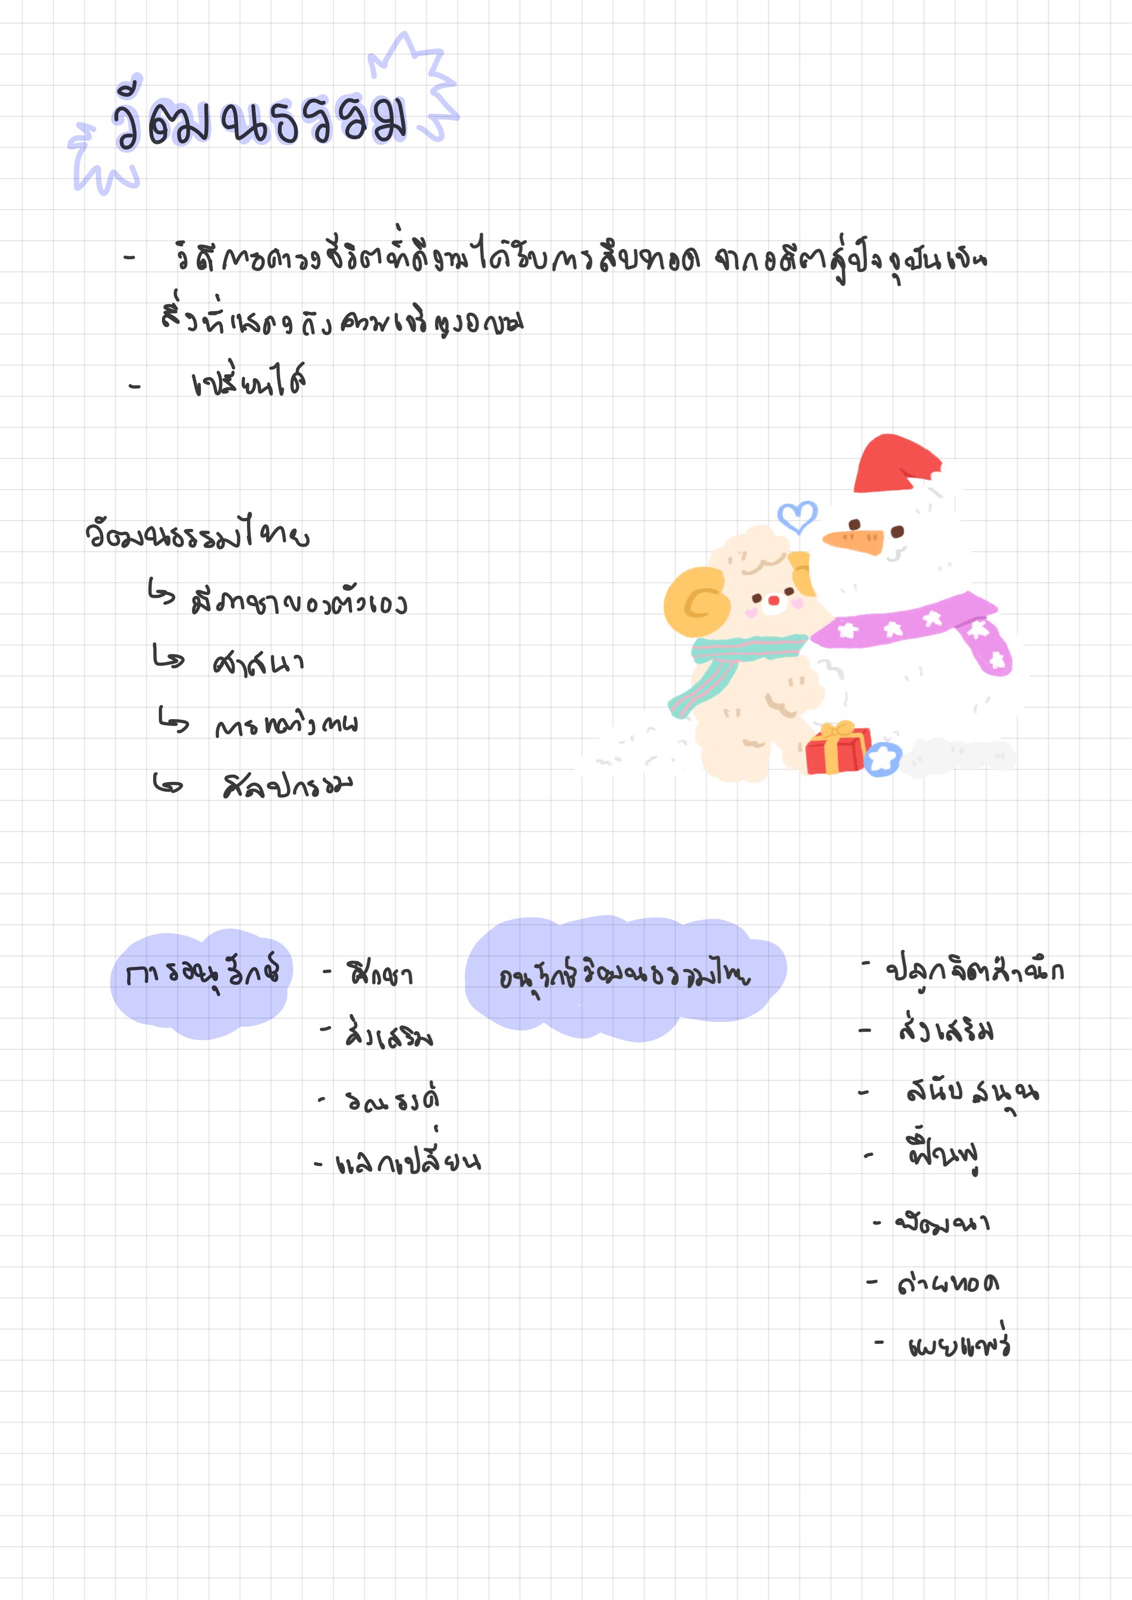 วัฒนธรรม
- วิถีการดำรงชีวิตที่ดีงามได้รับการสืบทอด จากอดีตสู่ปัจจุบันเป็น
สิ่งที่แสดงถึงความเจริญงอกงาม
- เปลี่ยนได้
วัฒนธรรมไทย
↳ มีภาษาของตัวเอง
↳ ศาสนา
↳ การแต่งกาย
↳ ศิลปกรรม
การอนุรักษ์
- ศึกษา
- ส่งเสริม
- รณรงค์
- แลกเปลี่ยน
อนุรักษ์วัฒนธรรมไทย
- ปลูกจิตสำนึก
- ส่งเสริม
- สนับสนุน
- ฟื้นฟู
- พัฒนา
- ถ่ายทอด
- เผยแพร่